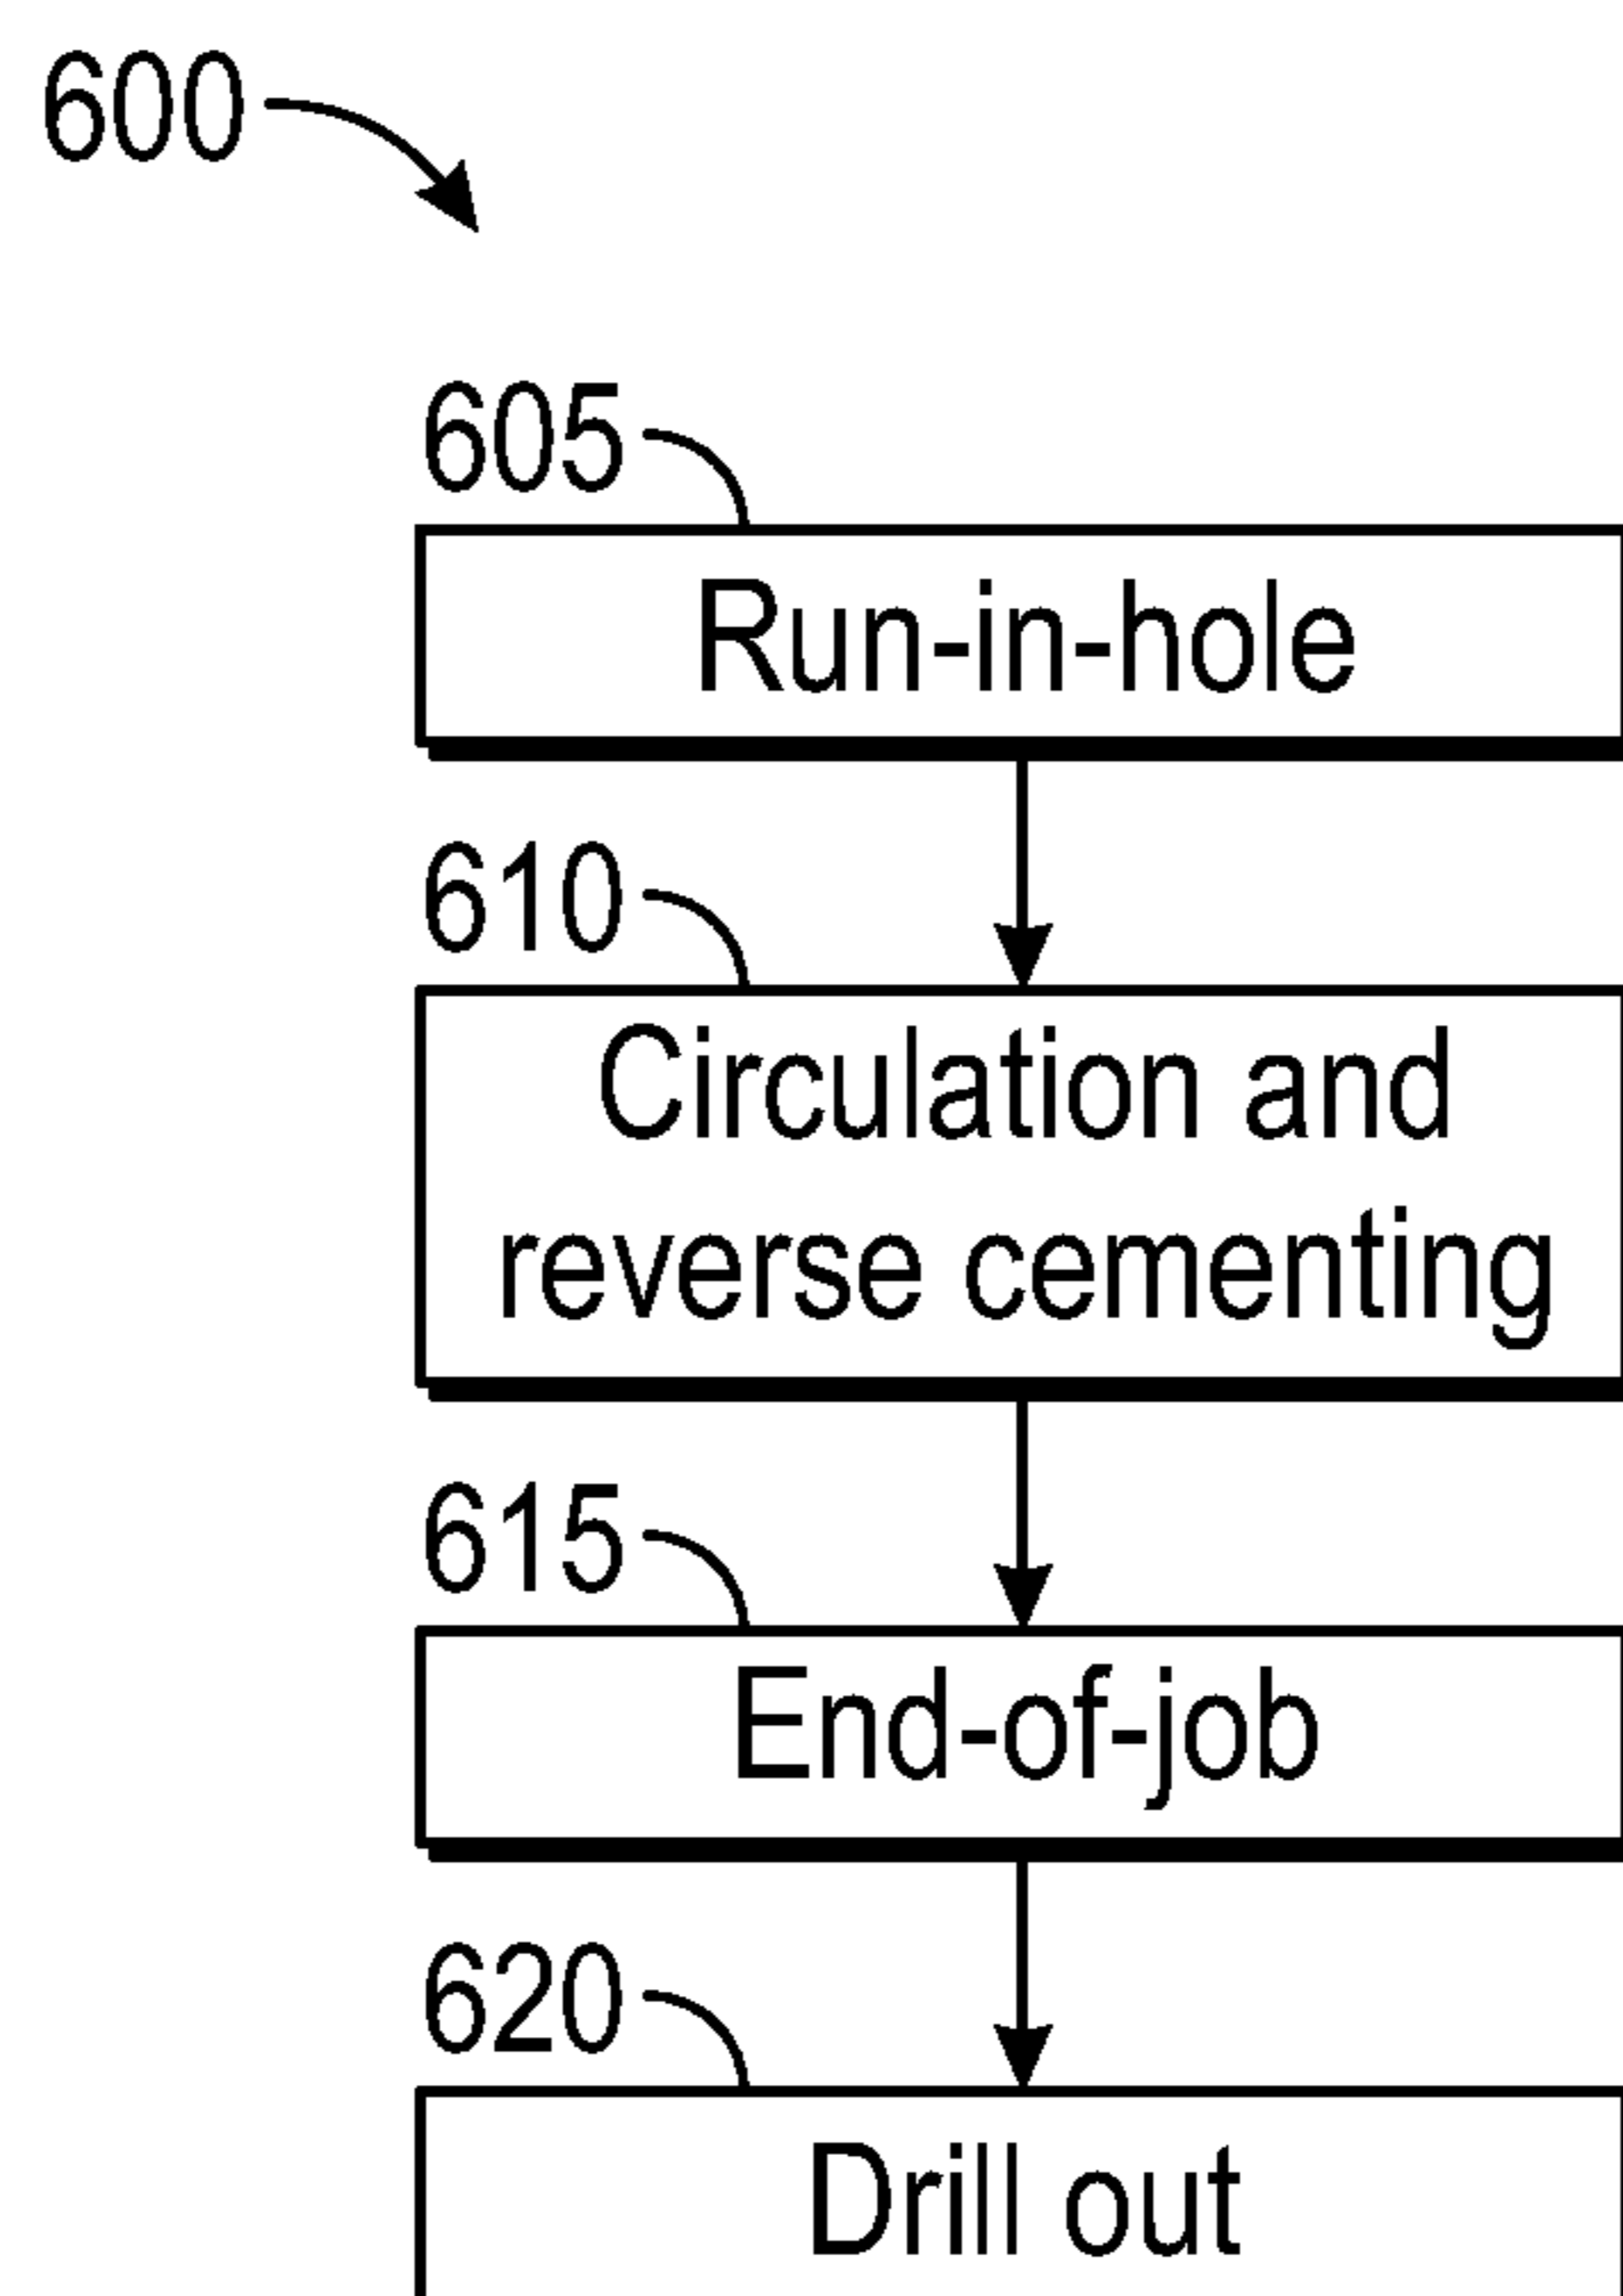 600
605
Run-in-hole
610
Circulation and
reverse cementing
615
End-of-job
620
Drill out